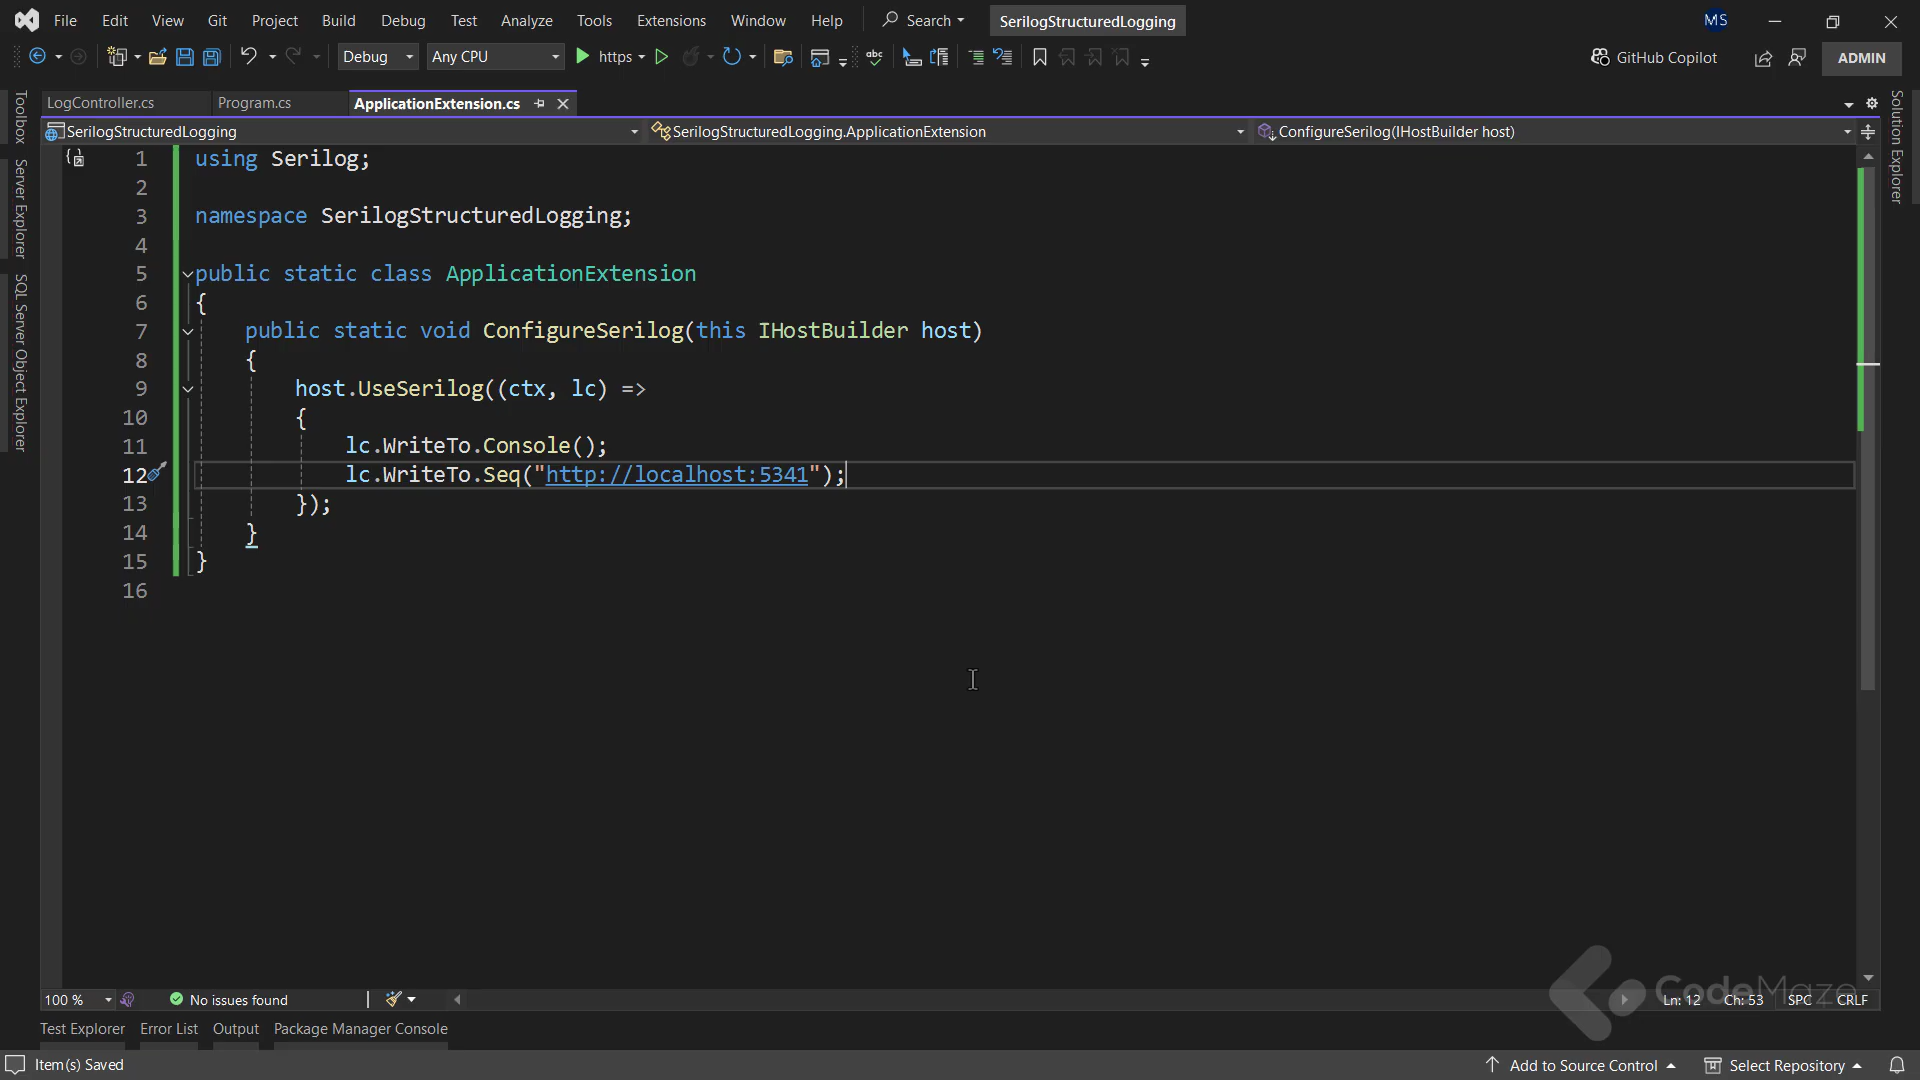 File Edit View Git Project Build Debug Test Analyze Tools Extensions Window Help Search SerilogStructuredLogging MS
Debug Any CPU https GitHub Copilot ADMIN
LogController.cs Program.cs ApplicationExtension.cs
SerilogStructuredLogging SerilogStructuredLogging.ApplicationExtension ConfigureSerilog(IHostBuilder host)
Toolbox
Server Explorer
SQL Server Object Explorer
Solution Explorer
1 using Serilog;
2
3 namespace SerilogStructuredLogging;
4
5 public static class ApplicationExtension
6 {
7 public static void ConfigureSerilog(this IHostBuilder host)
8 {
9 host.UseSerilog((ctx, lc) =>
10 {
11 lc.WriteTo.Console();
12 lc.WriteTo.Seq("http://localhost:5341");
13 });
14 }
15 }
16
CodeMaze
100 % No issues found Ln: 12 Ch: 53 SPC CRLF
Test Explorer Error List Output Package Manager Console
Item(s) Saved Add to Source Control Select Repository